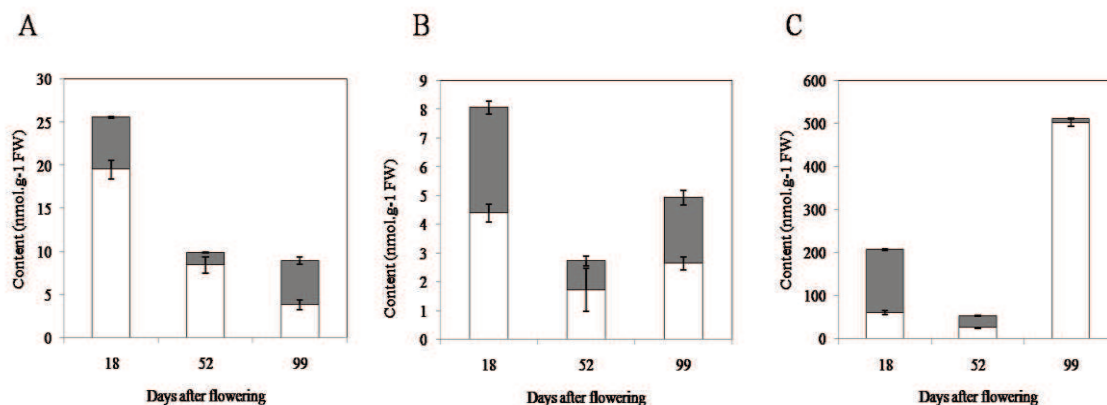 A
B
C
Content (nmol.g-1 FW)
30
25
20
15
10
5
0
18 52 99
Days after flowering
Content (nmol.g-1 FW)
9
8
7
6
5
4
3
2
1
0
18 52 99
Days after flowering
Content (nmol.g-1 FW)
600
500
400
300
200
100
0
18 52 99
Days after flowering